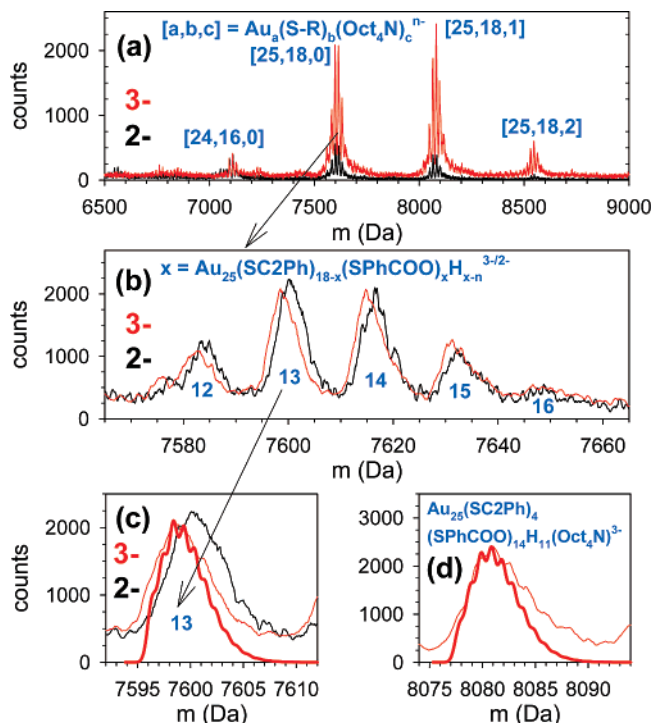 (a)
[a,b,c] = Au_a(S-R)_b(Oct₄N)_c^n-
[25,18,0]
[25,18,1]
3-
2-
[24,16,0]
[25,18,2]
counts
2000
1000
0
6500 7000 7500 8000 8500 9000
m (Da)
(b)
x = Au₂₅(SC2Ph)₁₈₋ₓ(SPhCOO)ₓHₓ₋ₙ³⁻/²⁻
3-
2-
12
13
14
15
16
counts
2000
1000
0
7580 7600 7620 7640 7660
m (Da)
(c)
3-
2-
13
counts
2000
1000
0
7595 7600 7605 7610
m (Da)
Au₂₅(SC2Ph)₄
(SPhCOO)₁₄H₁₁(Oct₄N)³⁻
(d)
3000
2000
1000
0
8075 8080 8085 8090
m (Da)